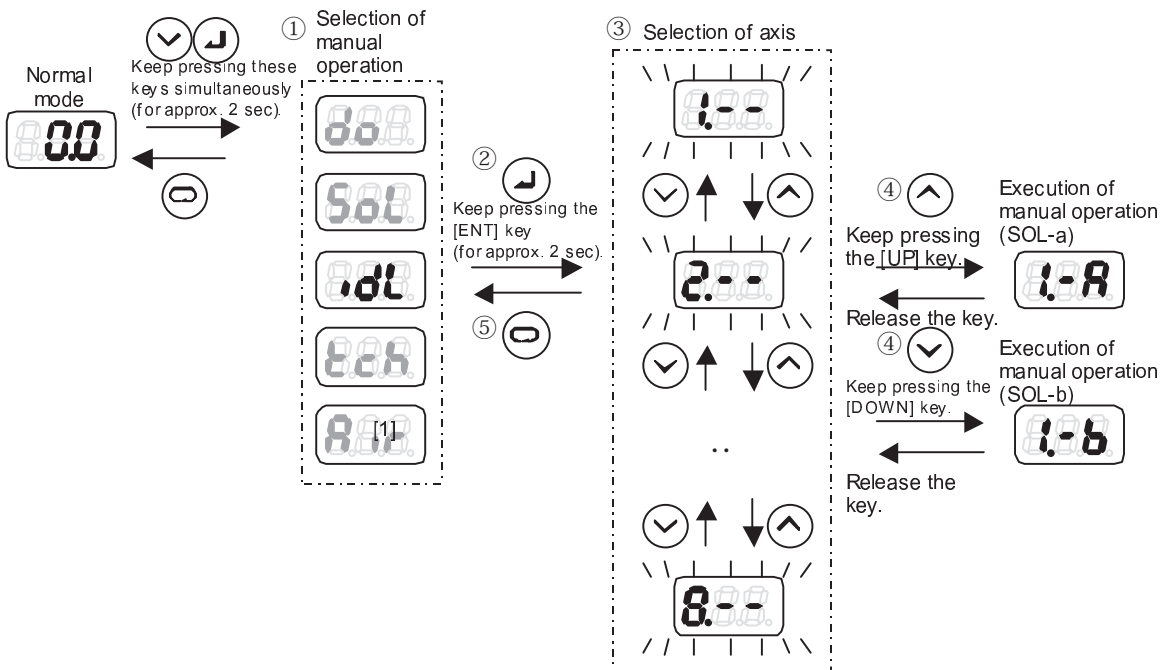 Normal
mode
0.0
Keep pressing these
keys simultaneously
(for approx. 2 sec).
①
Selection of
manual
operation
do
SoL
idL
tch
Air
[1]
②
Keep pressing the
[ENT] key
(for approx. 2 sec).
⑤
③
Selection of axis
1.--
2.--
..
8.--
④
Keep pressing
the [UP] key.
Release the key.
Execution of
manual operation
(SOL-a)
1.-A
④
Keep pressing the
[DOWN] key.
Release the
key.
Execution of
manual operation
(SOL-b)
1.-b